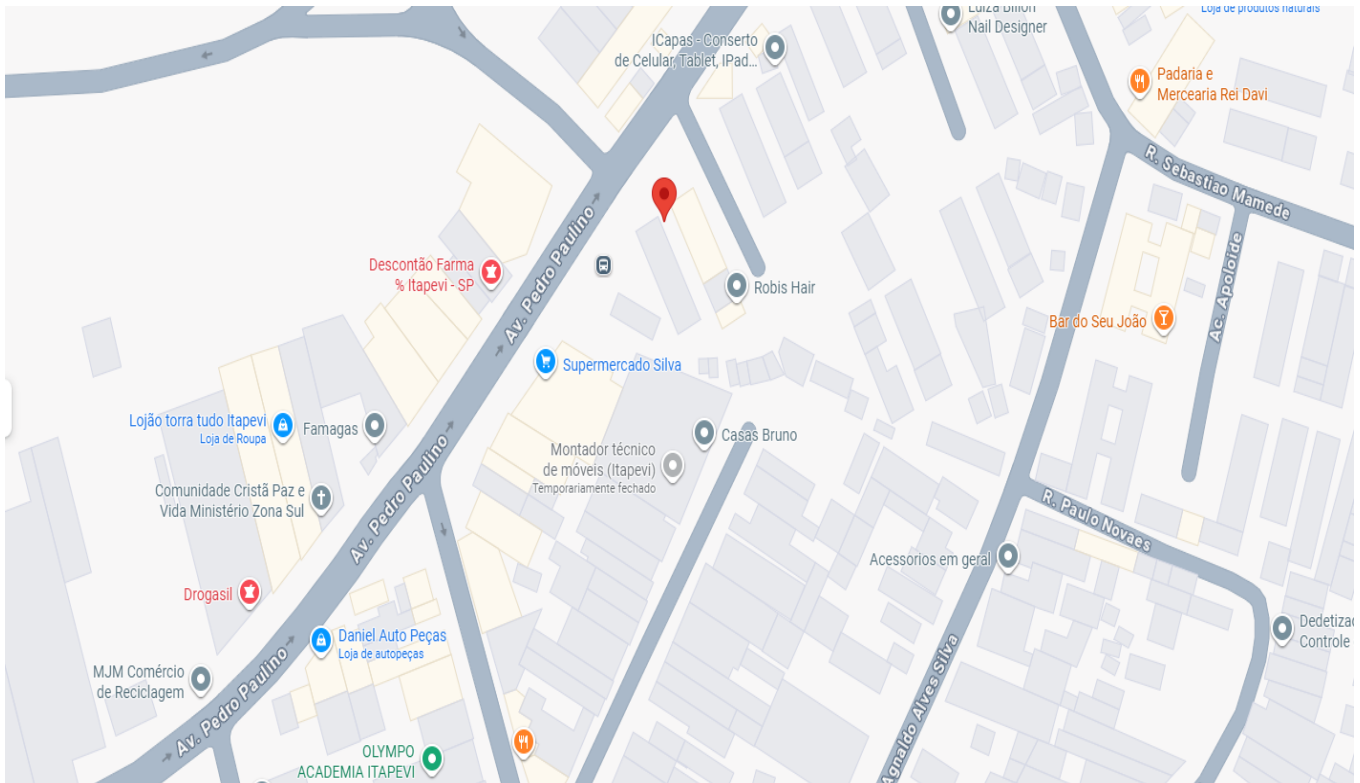 Loja de produtos naturais
Nail Designer
ICapas - Conserto
de Celular, Tablet, IPad...
Padaria e
Mercearia Rei Davi
R. Sebastiao Mamede
Av. Pedro Paulino
Descontão Farma
% Itapevi - SP
Robis Hair
Ac. Apoloide
Bar do Seu João
Supermercado Silva
Lojão torra tudo Itapevi
Loja de Roupa
Famagas
Casas Bruno
Montador técnico
de móveis (Itapevi)
Temporariamente fechado
Comunidade Cristã Paz e
Vida Ministério Zona Sul
Av. Pedro Paulino
R. Paulo Novaes
Acessorios em geral
Drogasil
Daniel Auto Peças
Loja de autopeças
Dedetizac
Controle
MJM Comércio
de Reciclagem
Av. Pedro Paulino
Agnaldo Alves Silva
OLYMPO
ACADEMIA ITAPEVI